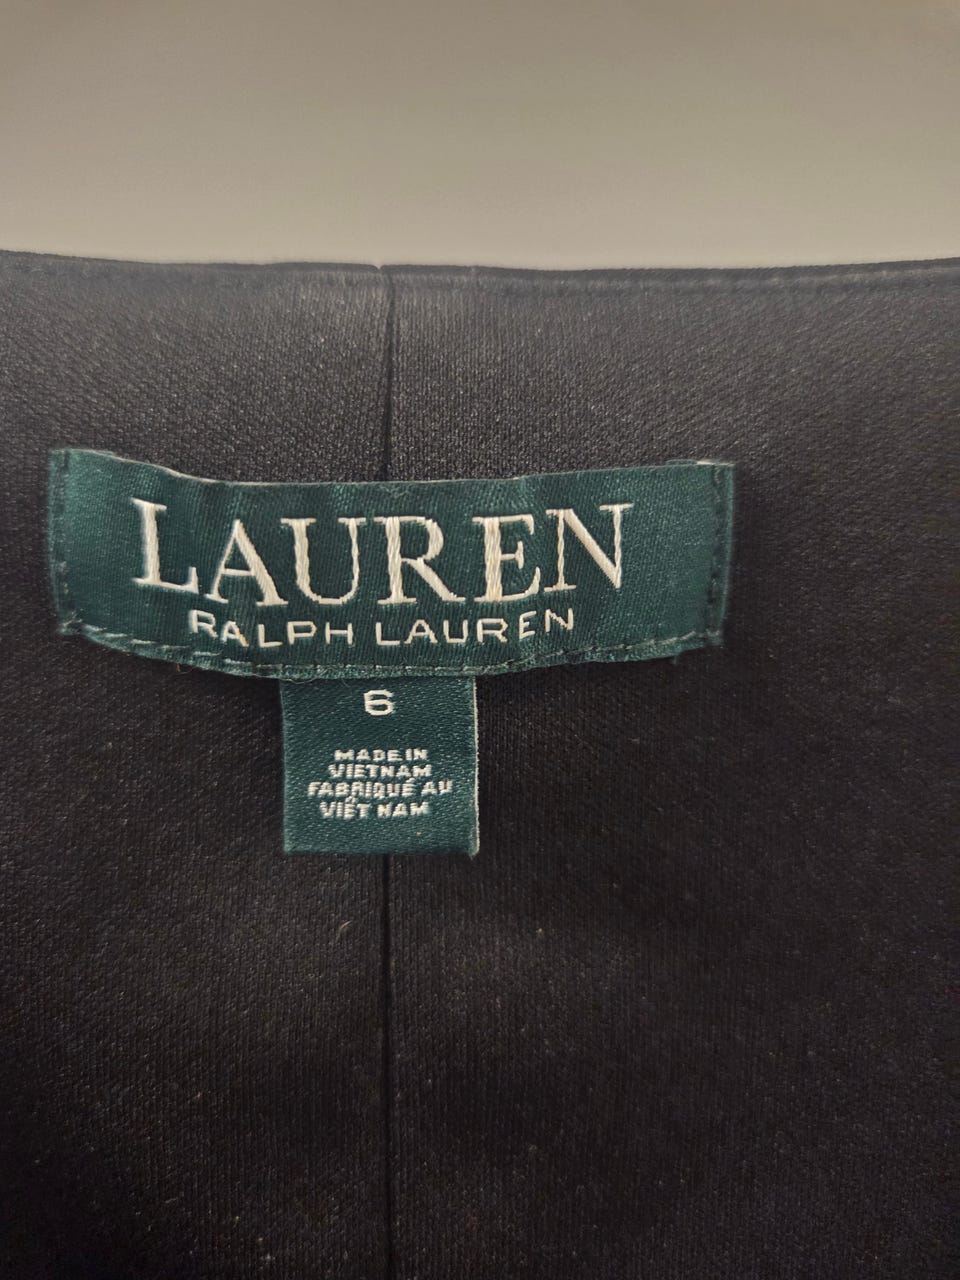 LAUREN
RALPH LAUREN
6
MADE IN
VIETNAM
FABRIQUÉ AU
VIÊT NAM